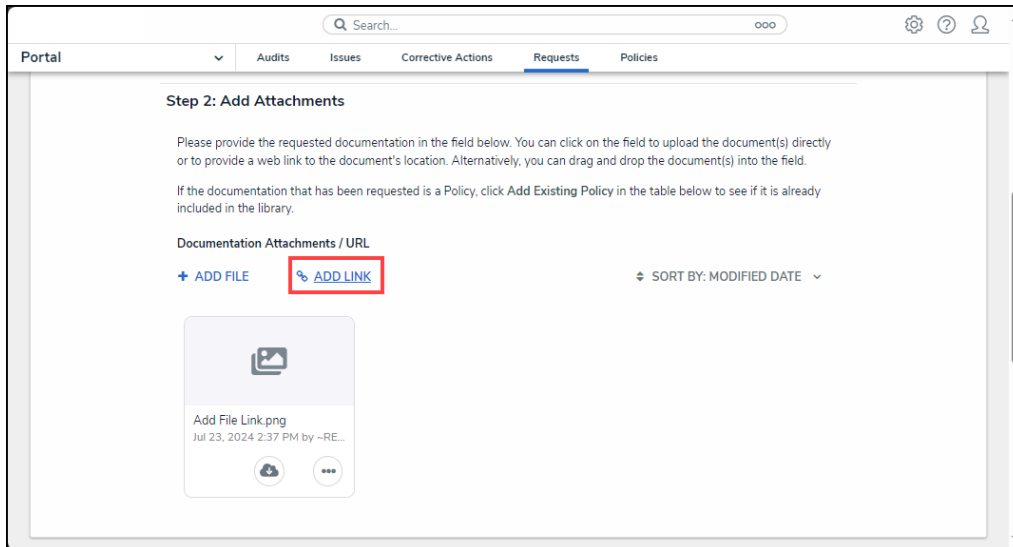 Search...
Portal
Audits
Issues
Corrective Actions
Requests
Policies
Step 2: Add Attachments
Please provide the requested documentation in the field below. You can click on the field to upload the document(s) directly
or to provide a web link to the document's location. Alternatively, you can drag and drop the document(s) into the field.
If the documentation that has been requested is a Policy, click Add Existing Policy in the table below to see if it is already
included in the library.
Documentation Attachments / URL
+ ADD FILE
ADD LINK
SORT BY: MODIFIED DATE
Add File Link.png
Jul 23, 2024 2:37 PM by ~RE...